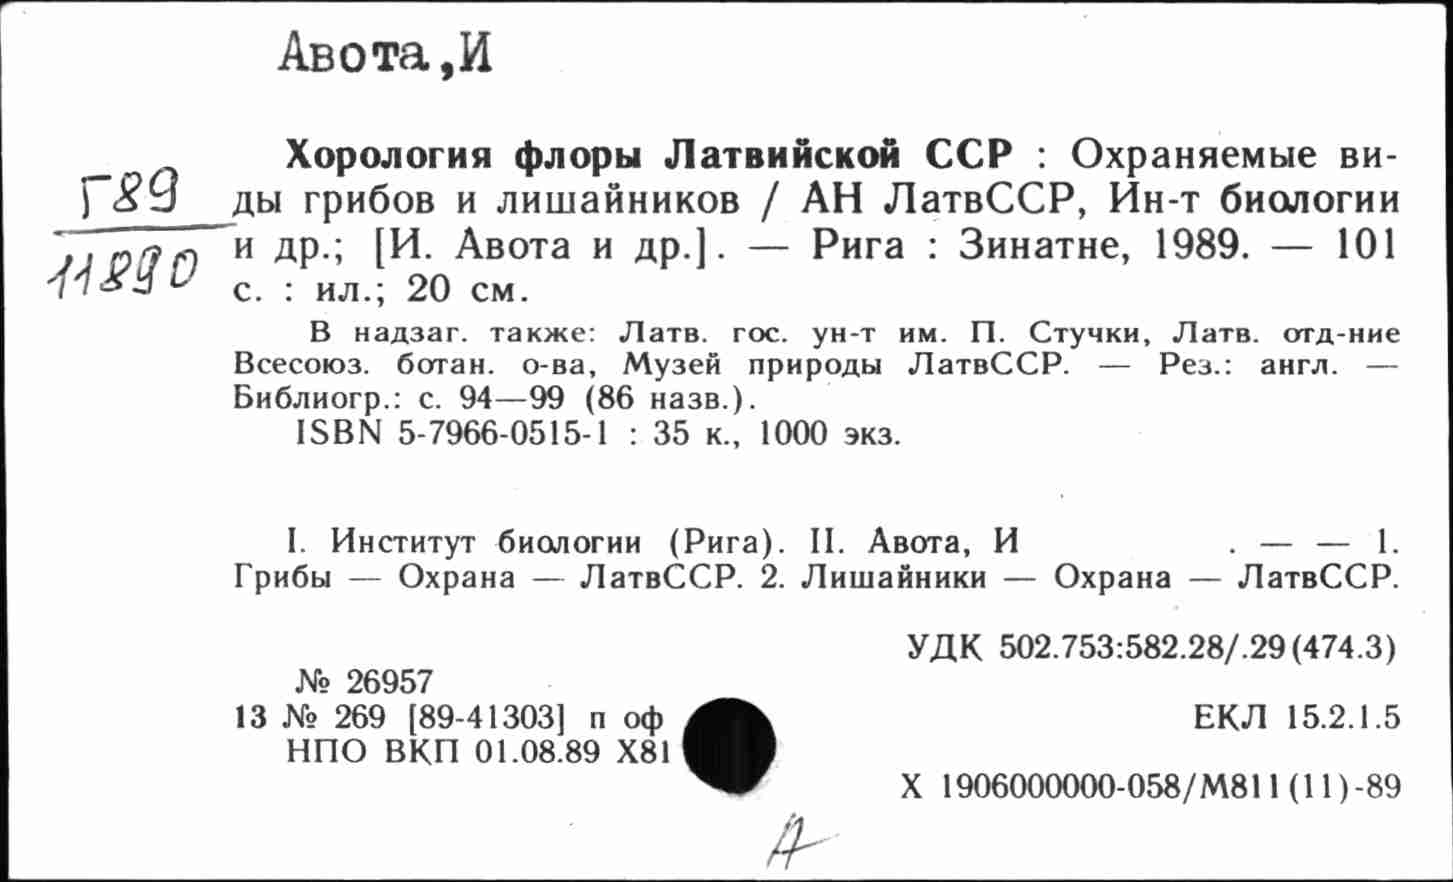 Авота,И
Хорология флоры Латвийской ССР : Охраняемые ви-
Г89
ды грибов и лишайников / АН ЛатвССР, Ин-т биологии
11890
и др.; [И. Авота и др.]. — Рига : Зинатне, 1989. — 101
с. : ил.; 20 см.
В надзаг. также: Латв. гос. ун-т им. П. Стучки, Латв. отд-ние
Всесоюз. ботан. о-ва, Музей природы ЛатвССР. — Рез.: англ. —
Библиогр.: с. 94—99 (86 назв.).
ISBN 5-7966-0515-1 : 35 к., 1000 экз.
I. Институт биологии (Рига). II. Авота, И . — — 1.
Грибы — Охрана — ЛатвССР. 2. Лишайники — Охрана — ЛатвССР.
УДК 502.753:582.28/.29(474.3)
№ 26957
13 № 269 [89-41303] п оф
ЕКЛ 15.2.1.5
НПО ВКП 01.08.89 Х81
Х 1906000000-058/М811(11)-89
А